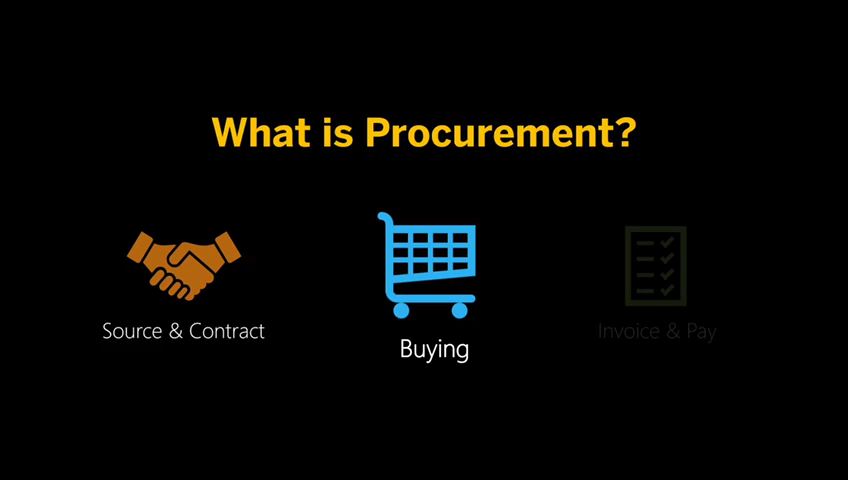 What is Procurement?
Source & Contract
Buying
Invoice & Pay